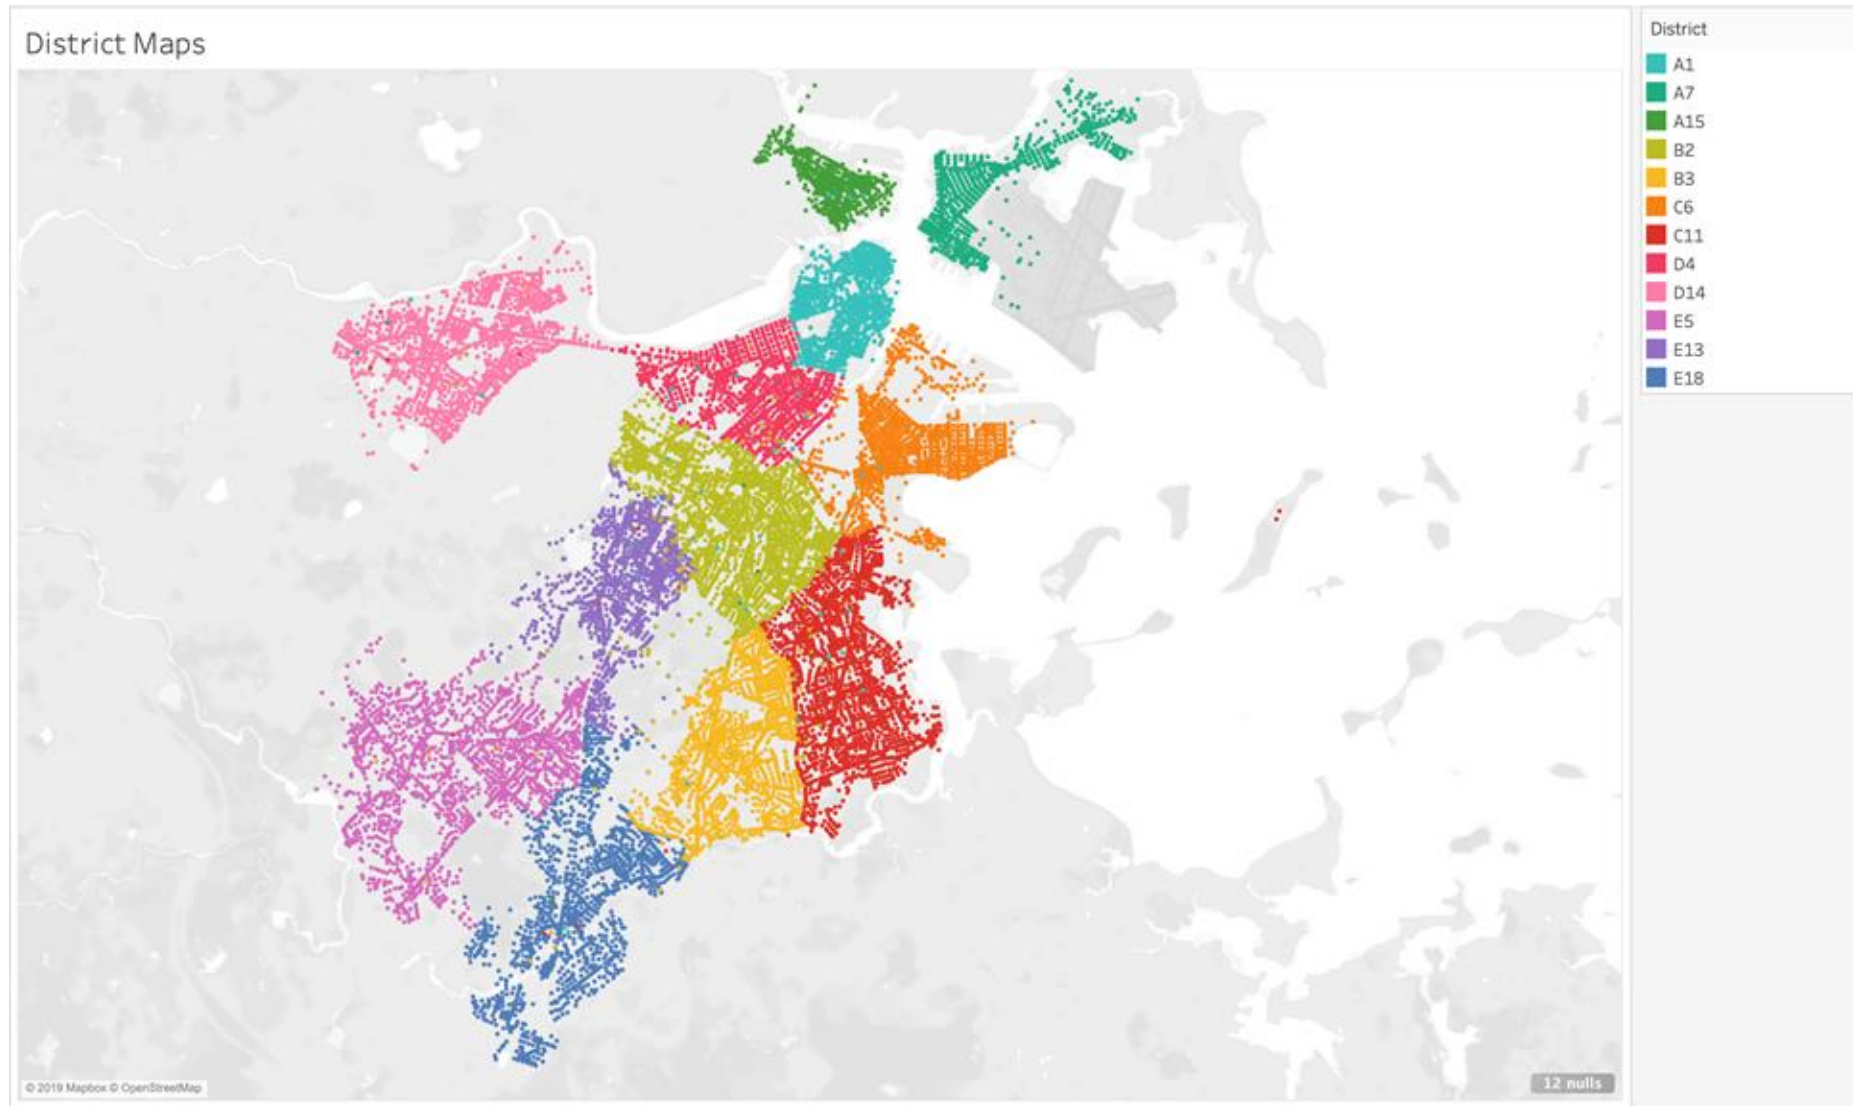 District Maps
District
A1
A7
A15
B2
B3
C6
C11
D4
D14
E5
E13
E18
© 2019 Mapbox © OpenStreetMap
12 nulls